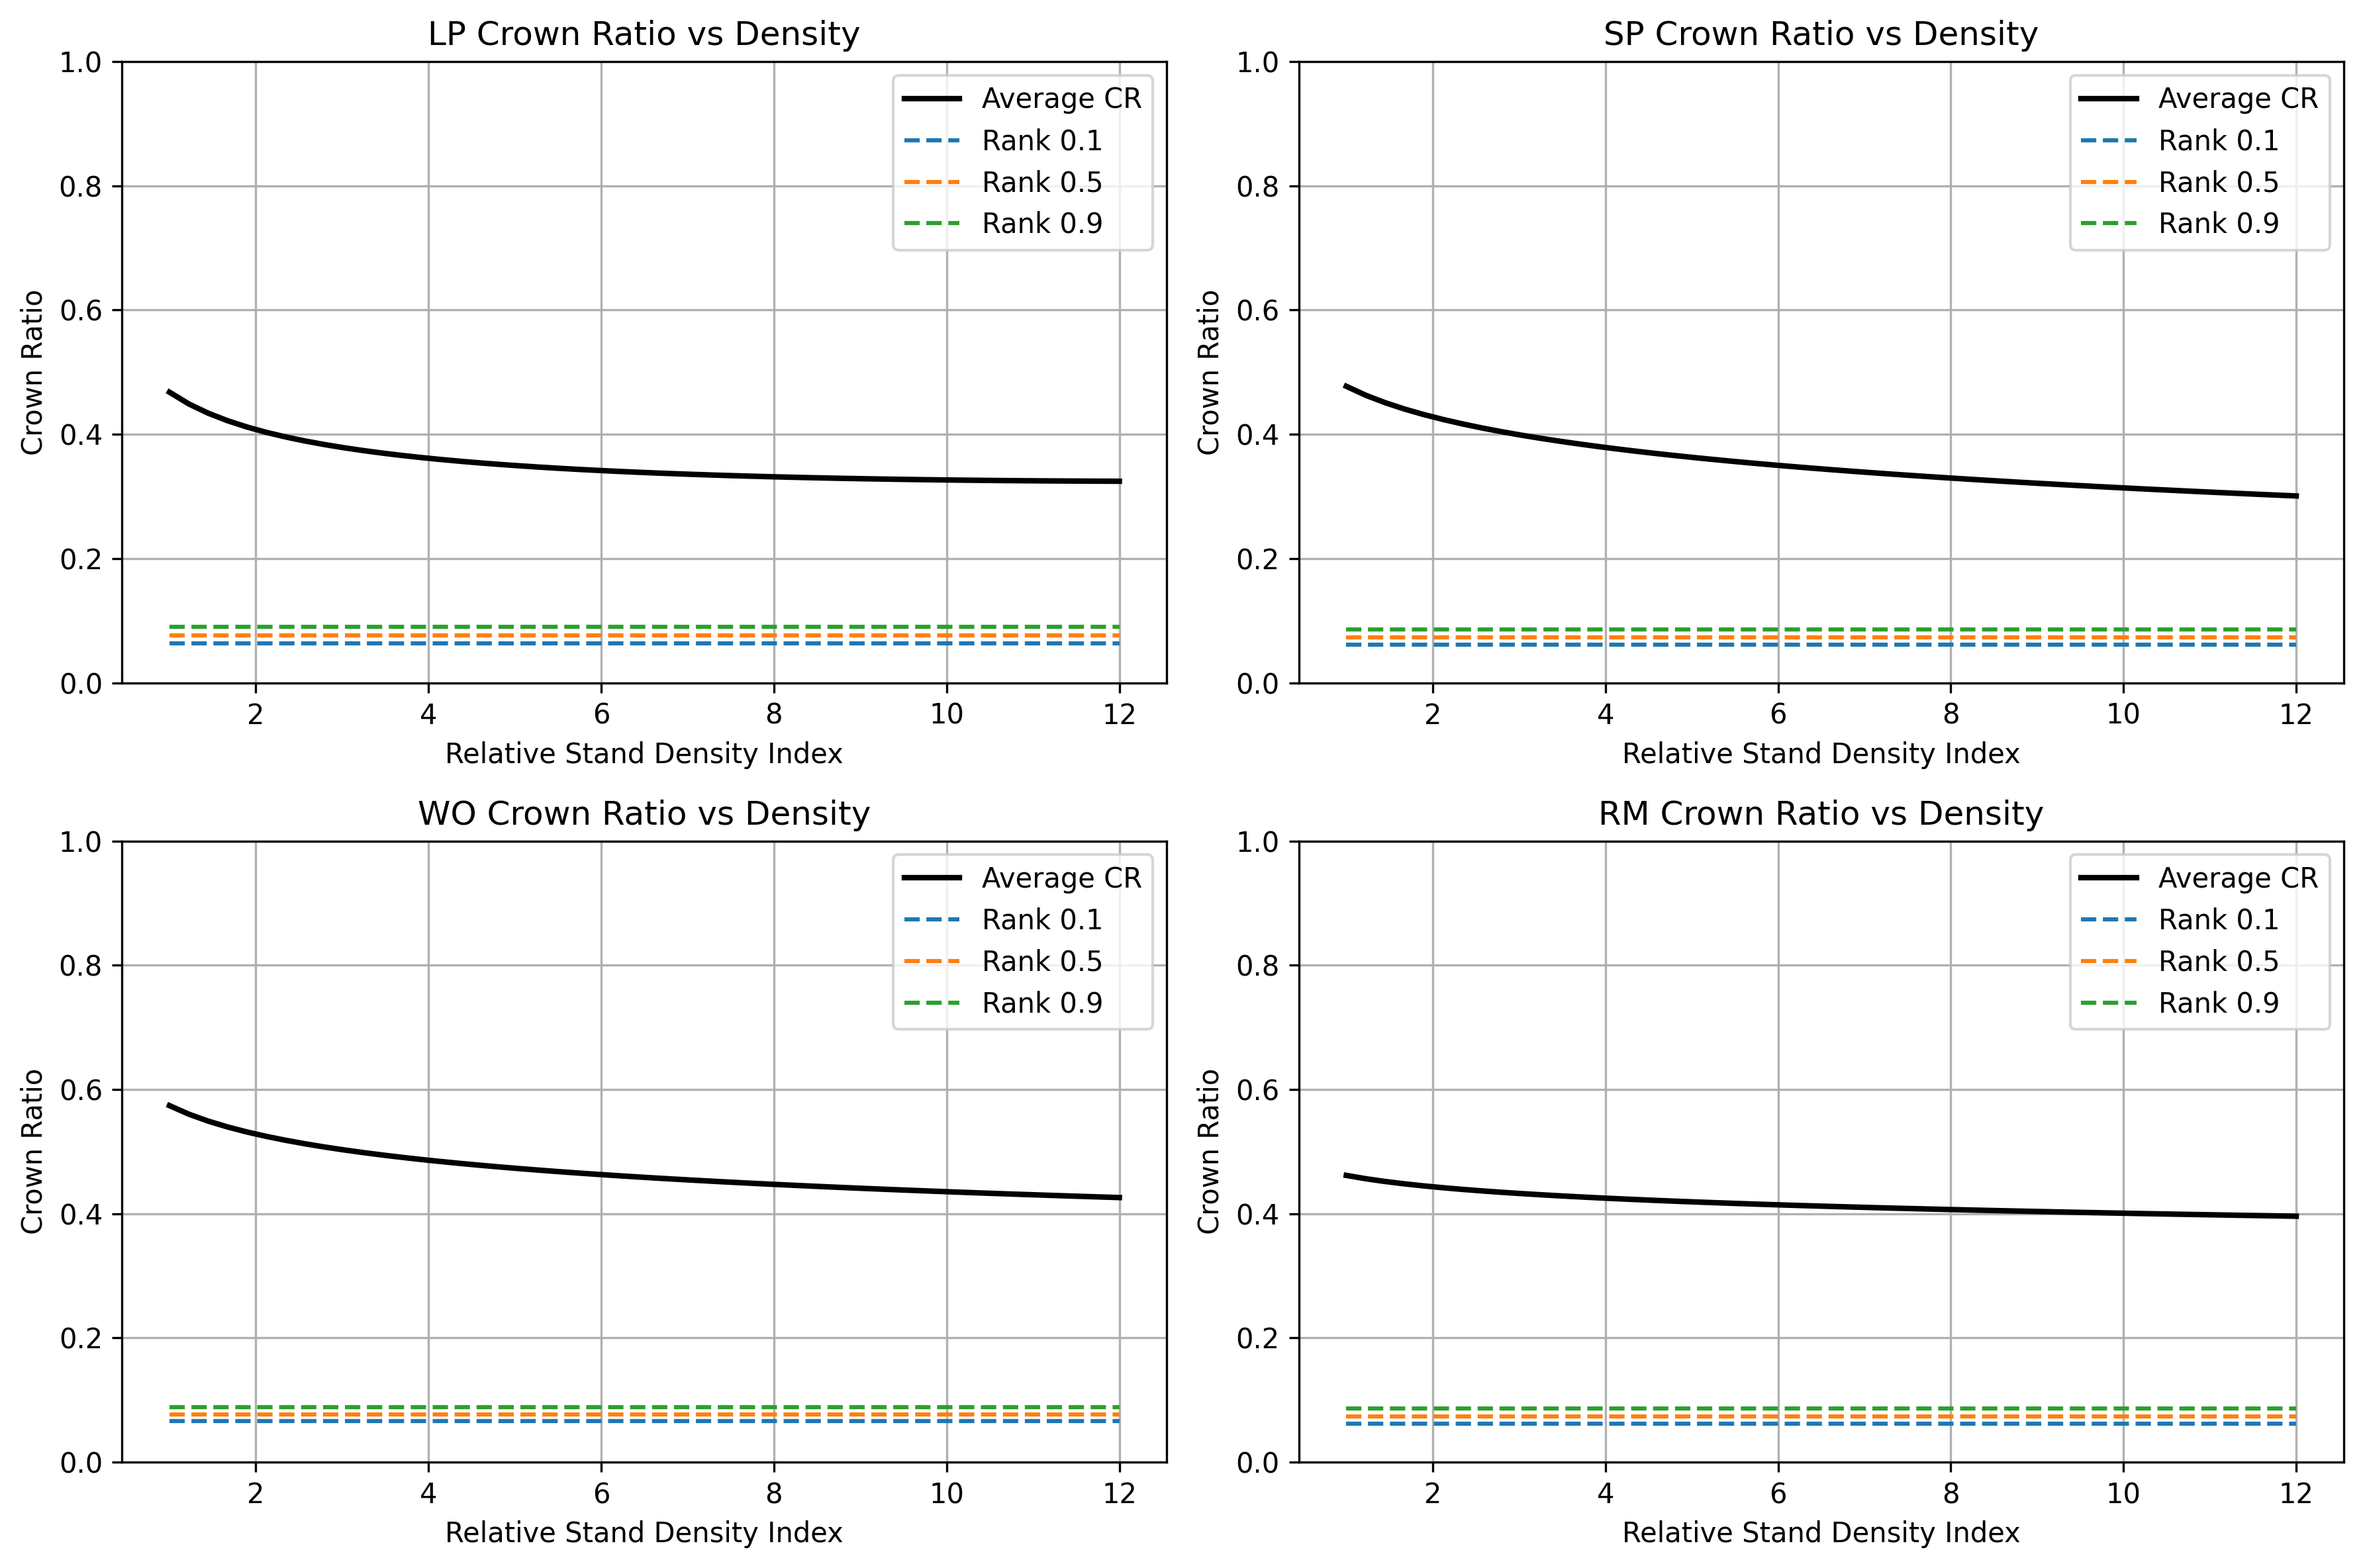 LP Crown Ratio vs Density
1.0
0.8
0.6
0.4
0.2
0.0
Crown Ratio
Average CR
Rank 0.1
Rank 0.5
Rank 0.9
2 4 6 8 10 12
Relative Stand Density Index
SP Crown Ratio vs Density
1.0
0.8
0.6
0.4
0.2
0.0
Crown Ratio
Average CR
Rank 0.1
Rank 0.5
Rank 0.9
2 4 6 8 10 12
Relative Stand Density Index
WO Crown Ratio vs Density
1.0
0.8
0.6
0.4
0.2
0.0
Crown Ratio
Average CR
Rank 0.1
Rank 0.5
Rank 0.9
2 4 6 8 10 12
Relative Stand Density Index
RM Crown Ratio vs Density
1.0
0.8
0.6
0.4
0.2
0.0
Crown Ratio
Average CR
Rank 0.1
Rank 0.5
Rank 0.9
2 4 6 8 10 12
Relative Stand Density Index